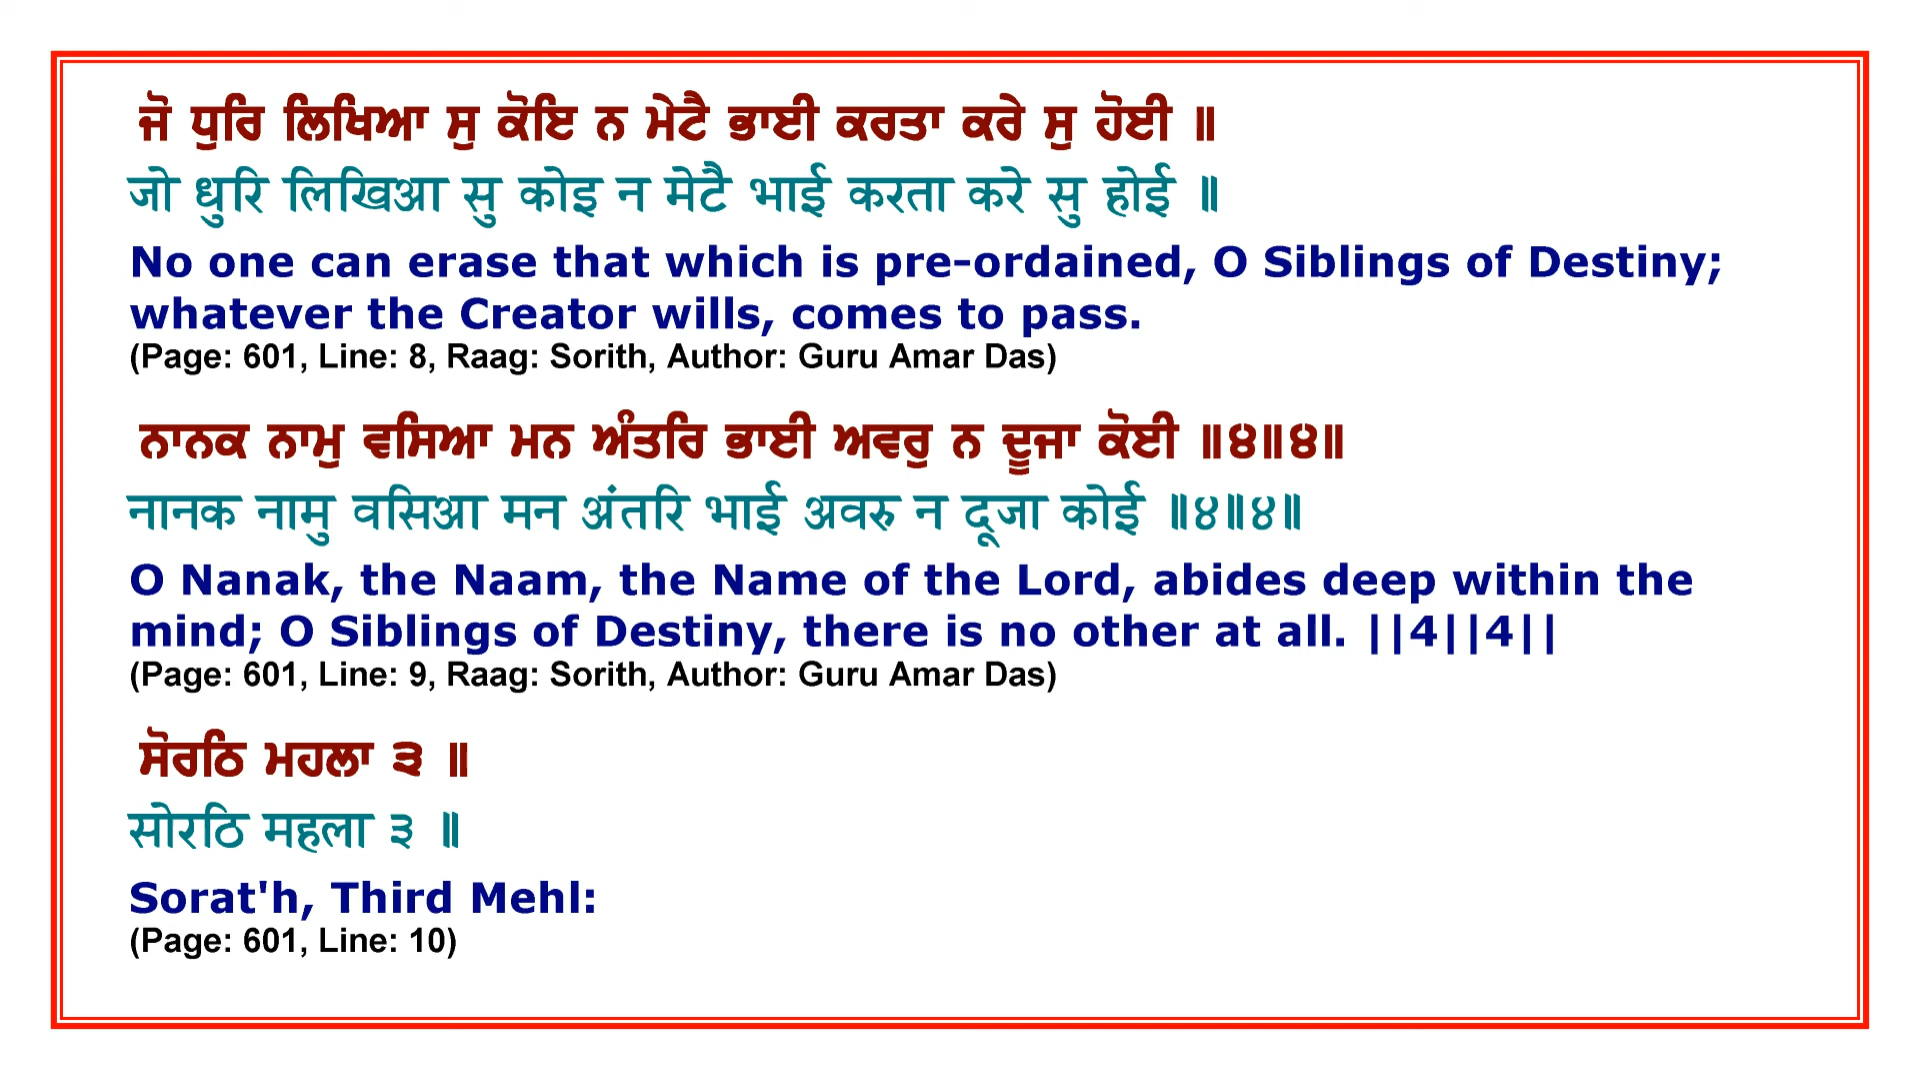 ਜੋ ਧੁਰਿ ਲਿਖਿਆ ਸੁ ਕੋਇ ਨ ਮੇਟੈ ਭਾਈ ਕਰਤਾ ਕਰੇ ਸੁ ਹੋਈ ॥
जो धुरि लिखिआ सु कोइ न मेटै भाई करता करे सु होई ॥
No one can erase that which is pre-ordained, O Siblings of Destiny;
whatever the Creator wills, comes to pass.
(Page: 601, Line: 8, Raag: Sorith, Author: Guru Amar Das)
ਨਾਨਕ ਨਾਮੁ ਵਸਿਆ ਮਨ ਅੰਤਰਿ ਭਾਈ ਅਵਰੁ ਨ ਦੂਜਾ ਕੋਈ ॥੪॥੪॥
नानक नामु वसिआ मन अंतरि भाई अवरु न दूजा कोई ॥४॥४॥
O Nanak, the Naam, the Name of the Lord, abides deep within the
mind; O Siblings of Destiny, there is no other at all. ||4||4||
(Page: 601, Line: 9, Raag: Sorith, Author: Guru Amar Das)
ਸੋਰਠਿ ਮਹਲਾ ੩ ॥
सोरठि महला ३ ॥
Sorat'h, Third Mehl:
(Page: 601, Line: 10)